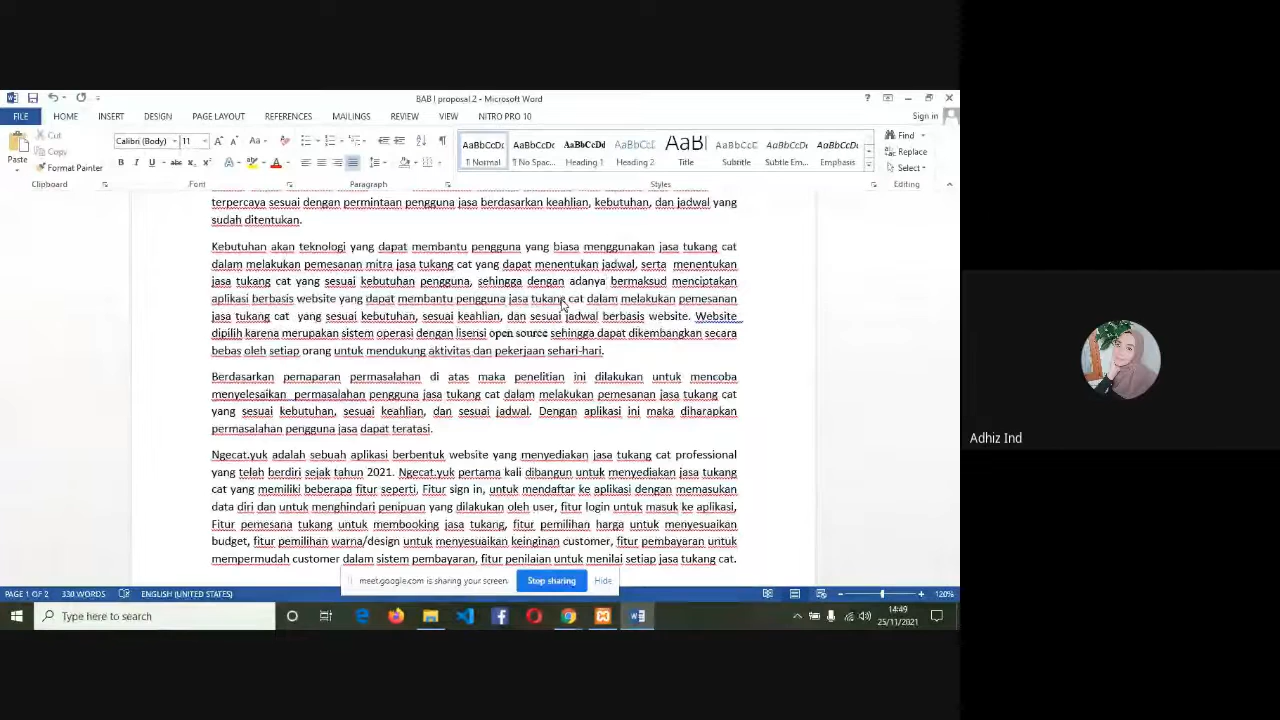 BAB I proposal 2 - Microsoft Word
Sign in
FILE HOME INSERT DESIGN PAGE LAYOUT REFERENCES MAILINGS REVIEW VIEW NITRO PRO 10
Paste
Cut
Copy
Format Painter
Calibri (Body) 11
AaBbCcDc AaBbCcDc AaBbCc AaBbCc AaBl AaBbCcC AaBbCcDc AaBbCcDc
¶ Normal ¶ No Spac... Heading 1 Heading 2 Title Subtitle Subtle Em... Emphasis
Find
Replace
Select
Clipboard Font Paragraph Styles Editing
terpercaya sesuai dengan permintaan pengguna jasa berdasarkan keahlian, kebutuhan, dan jadwal yang
sudah ditentukan.
Kebutuhan akan teknologi yang dapat membantu pengguna yang biasa menggunakan jasa tukang cat
dalam melakukan pemesanan mitra jasa tukang cat yang dapat menentukan jadwal, serta menentukan
jasa tukang cat yang sesuai kebutuhan pengguna, sehingga dengan adanya bermaksud menciptakan
aplikasi berbasis website yang dapat membantu pengguna jasa tukang cat dalam melakukan pemesanan
jasa tukang cat yang sesuai kebutuhan, sesuai keahlian, dan sesuai jadwal berbasis website. Website
dipilih karena merupakan sistem operasi dengan lisensi open source sehingga dapat dikembangkan secara
bebas oleh setiap orang untuk mendukung aktivitas dan pekerjaan sehari-hari.
Berdasarkan pemaparan permasalahan di atas maka penelitian ini dilakukan untuk mencoba
menyelesaikan permasalahan pengguna jasa tukang cat dalam melakukan pemesanan jasa tukang cat
yang sesuai kebutuhan, sesuai keahlian, dan sesuai jadwal. Dengan aplikasi ini maka diharapkan
permasalahan pengguna jasa dapat teratasi.
Ngecat.yuk adalah sebuah aplikasi berbentuk website yang menyediakan jasa tukang cat professional
yang telah berdiri sejak tahun 2021. Ngecat.yuk pertama kali dibangun untuk menyediakan jasa tukang
cat yang memiliki beberapa fitur seperti, Fitur sign in, untuk mendaftar ke aplikasi dengan memasukan
data diri dan untuk menghindari penipuan yang dilakukan oleh user, fitur login untuk masuk ke aplikasi,
Fitur pemesana tukang untuk membooking jasa tukang, fitur pemilihan harga untuk menyesuaikan
budget, fitur pemilihan warna/design untuk menyesuaikan keinginan customer, fitur pembayaran untuk
mempermudah customer dalam sistem pembayaran, fitur penilaian untuk menilai setiap jasa tukang cat.
meet.google.com is sharing your screen. Stop sharing Hide
PAGE 1 OF 2 330 WORDS ENGLISH (UNITED STATES) 120%
Type here to search
14:49
25/11/2021
Adhiz Ind